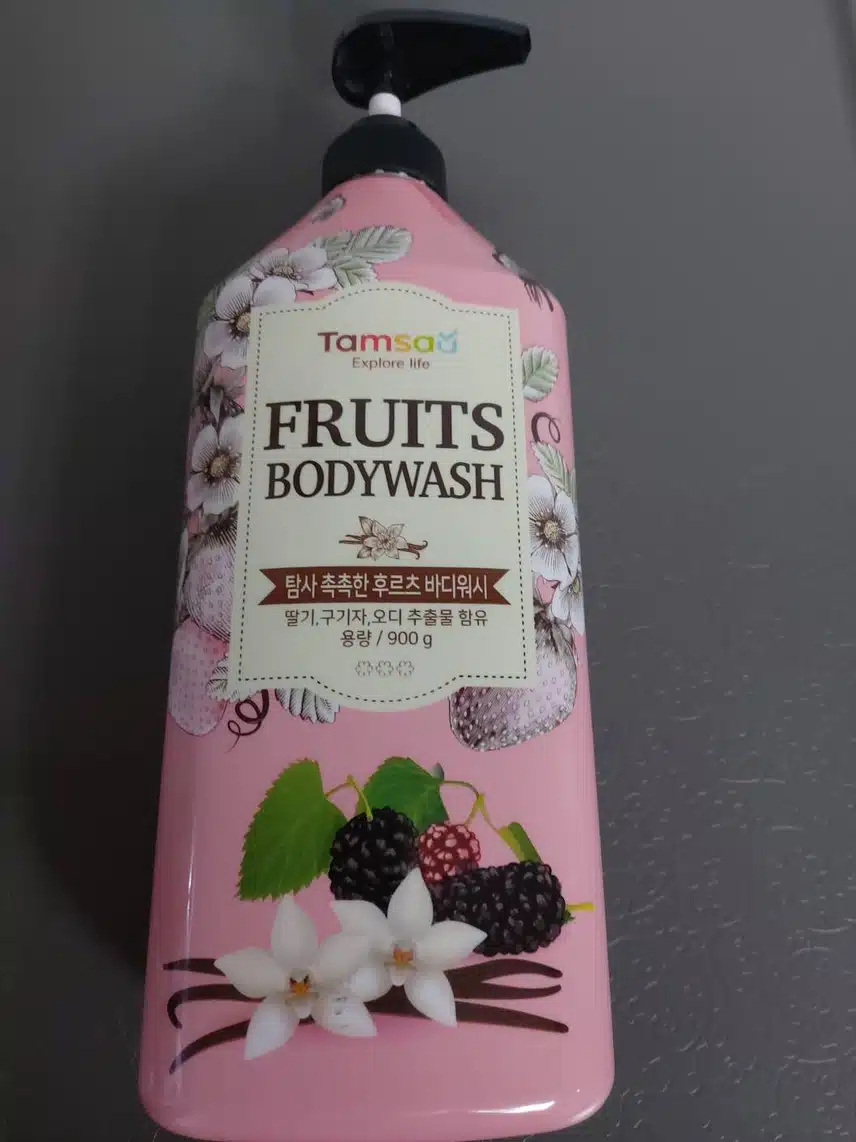 Tamsaa
Explore life
FRUITS
BODYWASH
탐사 촉촉한 후르츠 바디워시
딸기,구기자,오디 추출물 함유
용량 / 900 g